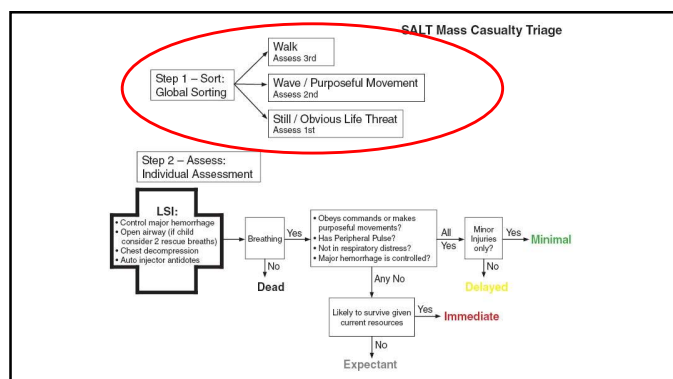 SALT Mass Casualty Triage
Walk
Assess 3rd
Step 1 – Sort:
Global Sorting
Wave / Purposeful Movement
Assess 2nd
Still / Obvious Life Threat
Assess 1st
Step 2 – Assess:
Individual Assessment
LSI:
• Control major hemorrhage
• Open airway (if child
consider 2 rescue breaths)
• Chest decompression
• Auto injector antidotes
Breathing
Yes
No
Dead
• Obeys commands or makes
purposeful movements?
• Has Peripheral Pulse?
• Not in respiratory distress?
• Major hemorrhage is controlled?
All
Yes
Minor
Injuries
only?
Yes
Minimal
No
Delayed
Any No
Likely to survive given
current resources
Yes
Immediate
No
Expectant